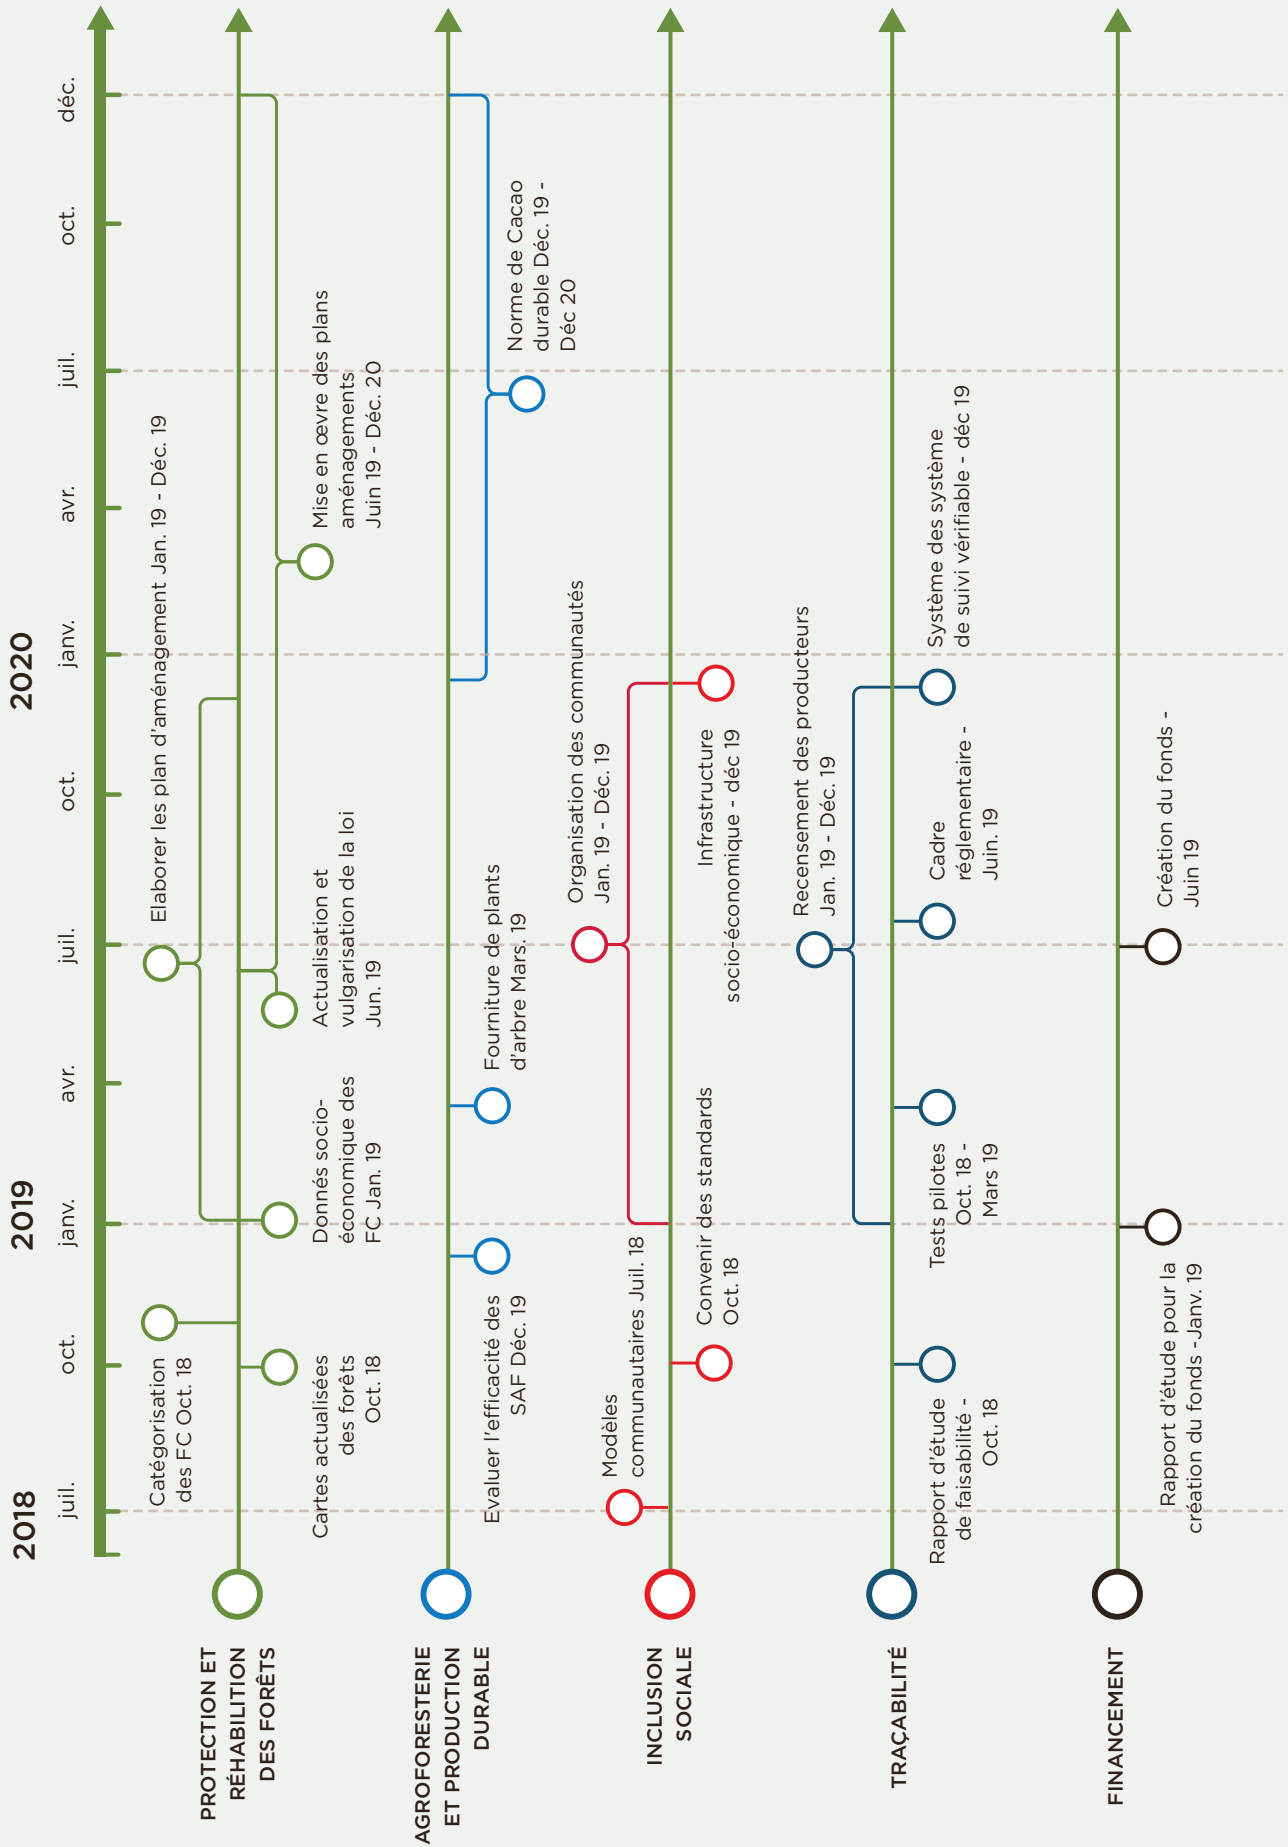 2018
2019
2020
juil.
oct.
janv.
avr.
juil.
oct.
janv.
avr.
juil.
oct.
déc.
PROTECTION ET
RÉHABILITION
DES FORÊTS
Catégorisation
des FC Oct. 18
Elaborer les plan d'aménagement Jan. 19 - Déc. 19
Cartes actualisées
des forêts
Oct. 18
Donnés socio-
économique des
FC Jan. 19
Actualisation et
vulgarisation de la loi
Jun. 19
Mise en œvre des plans
aménagements
Juin 19 - Déc. 20
AGROFORESTERIE
ET PRODUCTION
DURABLE
Evaluer l'efficacité des
SAF Déc. 19
Fourniture de plants
d'arbre Mars. 19
Norme de Cacao
durable Déc. 19 -
Déc 20
INCLUSION
SOCIALE
Modèles
communautaires Juil. 18
Organisation des communautés
Jan. 19 - Déc. 19
Convenir des standards
Oct. 18
Infrastructure
socio-économique - déc 19
TRAÇABILITÉ
Recensement des producteurs
Jan. 19 - Déc. 19
Rapport d'étude
de faisabilité -
Oct. 18
Tests pilotes
Oct. 18 -
Mars 19
Cadre
réglementaire -
Juin. 19
Système des système
de suivi vérifiable - déc 19
FINANCEMENT
Rapport d'étude pour la
création du fonds -Janv. 19
Création du fonds -
Juin 19